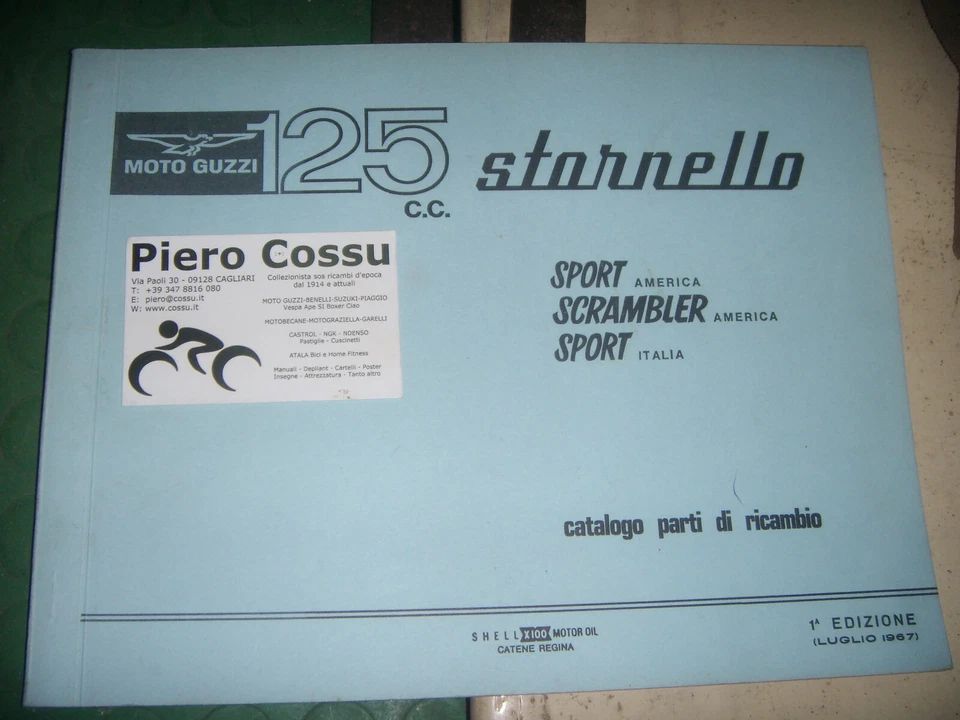 MOTO GUZZI
125
c.c.
stornello
SPORT AMERICA
SCRAMBLER AMERICA
SPORT ITALIA
Piero Cossu
Via Paoli 30 - 09128 CAGLIARI
T: +39 347 8816 080
E: piero@cossu.it
W: www.cossu.it
Collezionista sos ricambi d'epoca
dal 1914 e attuali
MOTO GUZZI-BENELLI-SUZUKI-PIAGGIO
Vespa Ape SI Boxer Ciao
MOTOBECANE-MOTOGRAZIELLA-GARELLI
CASTROL - NGK - NDENSO
Pastiglie - Cuscinetti
ATALA Bici e Home Fitness
Manuali - Depliant - Cartelli - Poster
Insegne - Attrezzatura - Tanto altro
catalogo parti di ricambio
SHELL X100 MOTOR OIL
CATENE REGINA
1ᴬ EDIZIONE
(LUGLIO 1967)